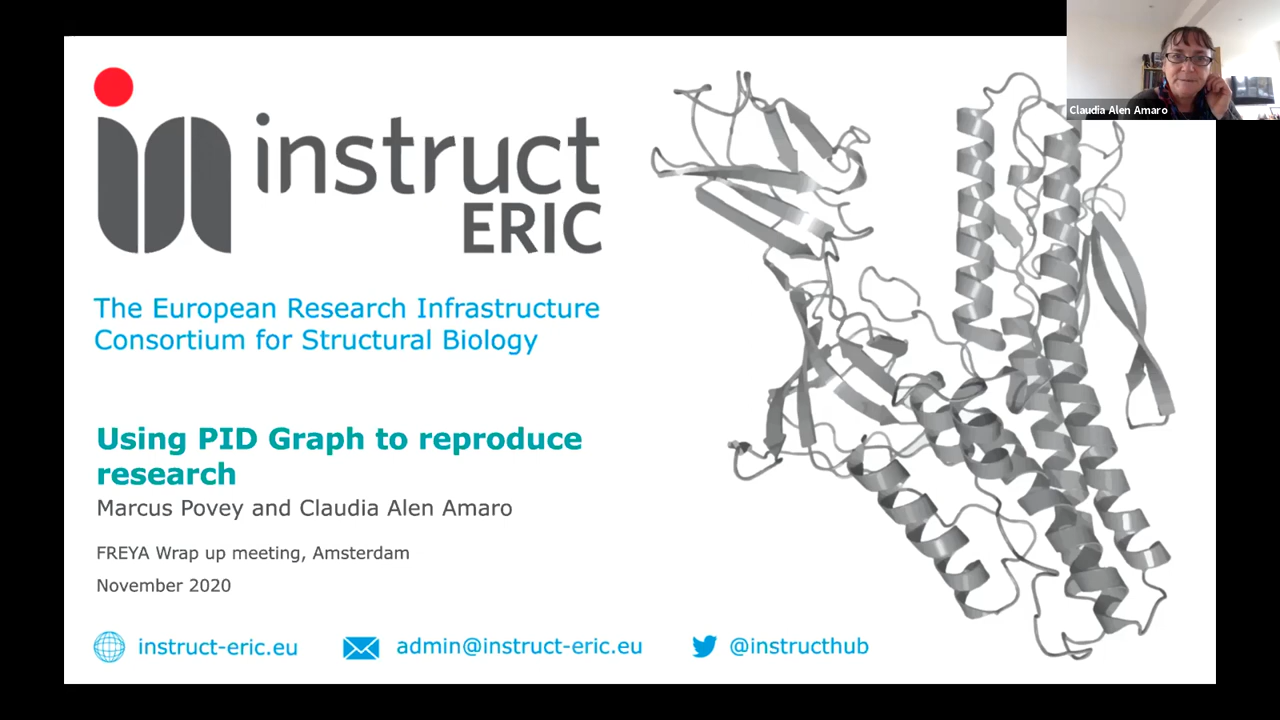 Claudia Alen Amaro
instruct
ERIC
The European Research Infrastructure
Consortium for Structural Biology
Using PID Graph to reproduce
research
Marcus Povey and Claudia Alen Amaro
FREYA Wrap up meeting, Amsterdam
November 2020
instruct-eric.eu
admin@instruct-eric.eu
@instructhub